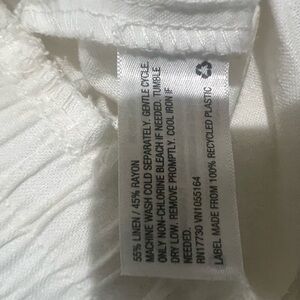 55% LINEN / 45% RAYON
MACHINE WASH COLD SEPARATELY. GENTLE CYCLE.
ONLY NON-CHLORINE BLEACH IF NEEDED. TUMBLE
DRY LOW. REMOVE PROMPTLY. COOL IRON IF
NEEDED.
RN17730 VN1055164
LABEL MADE FROM 100% RECYCLED PLASTIC